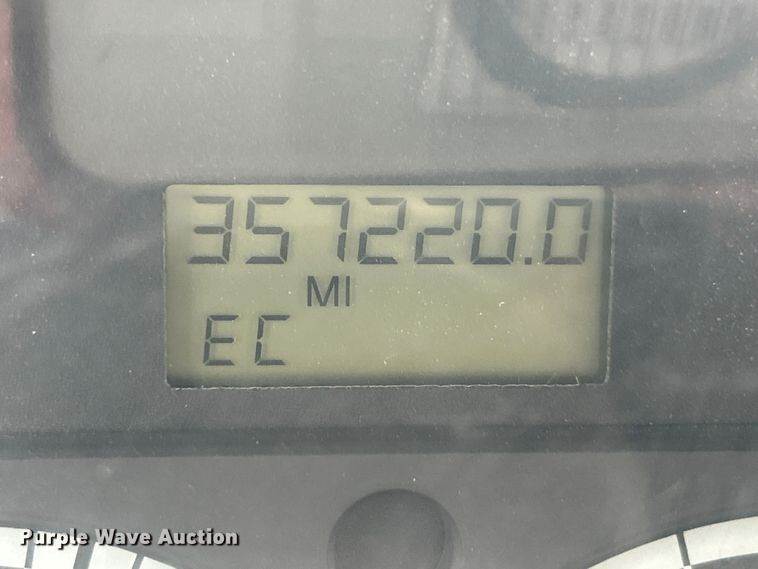 357220.0
MI
EC
Purple Wave Auction